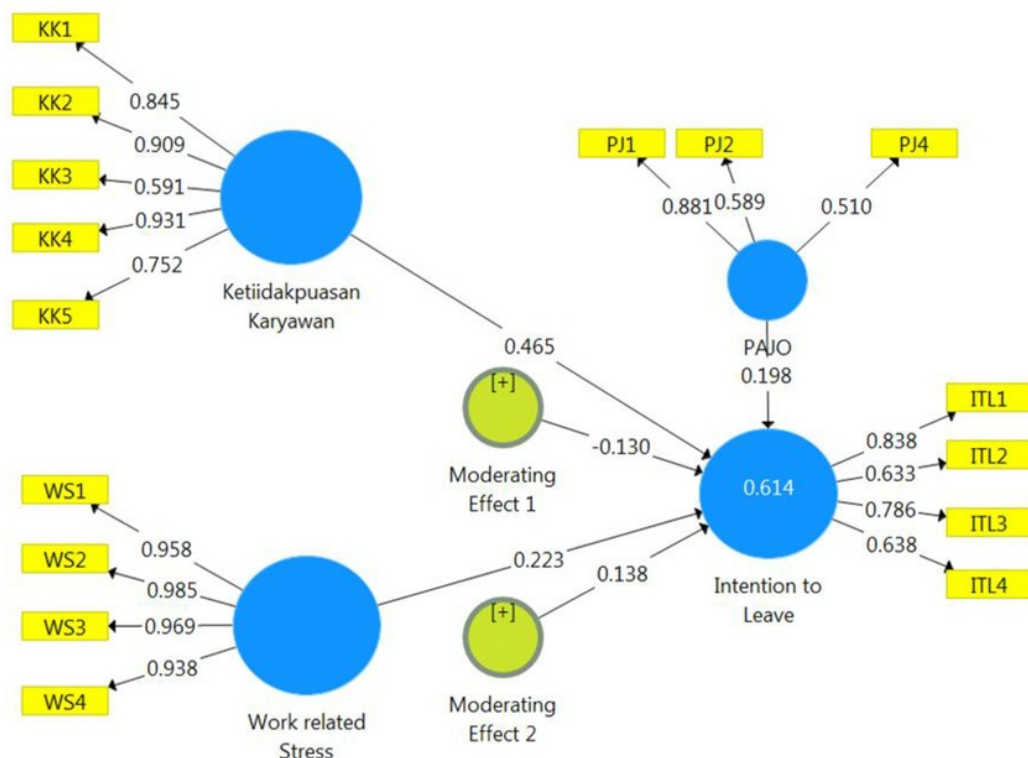 KK1
0.845
KK2
0.909
KK3
0.591
KK4
0.931
0.752
KK5
Ketiidakpuasan
Karyawan
PJ1
PJ2
PJ4
0.881
0.589
0.510
PAJO
0.198
0.465
[+]
-0.130
Moderating
Effect 1
WS1
0.958
WS2
0.985
WS3
0.969
0.938
WS4
Work related
Stress
0.223
0.138
[+]
Moderating
Effect 2
0.614
Intention to
Leave
ITL1
0.838
ITL2
0.633
0.786
ITL3
0.638
ITL4